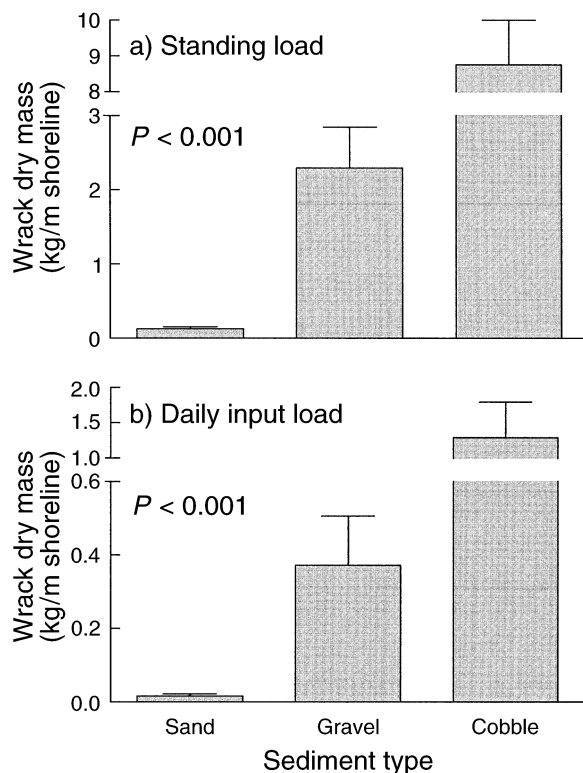 a) Standing load
P < 0.001
Wrack dry mass
(kg/m shoreline)
10
9
8
3
2
1
0
b) Daily input load
P < 0.001
Wrack dry mass
(kg/m shoreline)
2.0
1.5
1.0
0.6
0.4
0.2
0.0
Sand Gravel Cobble
Sediment type